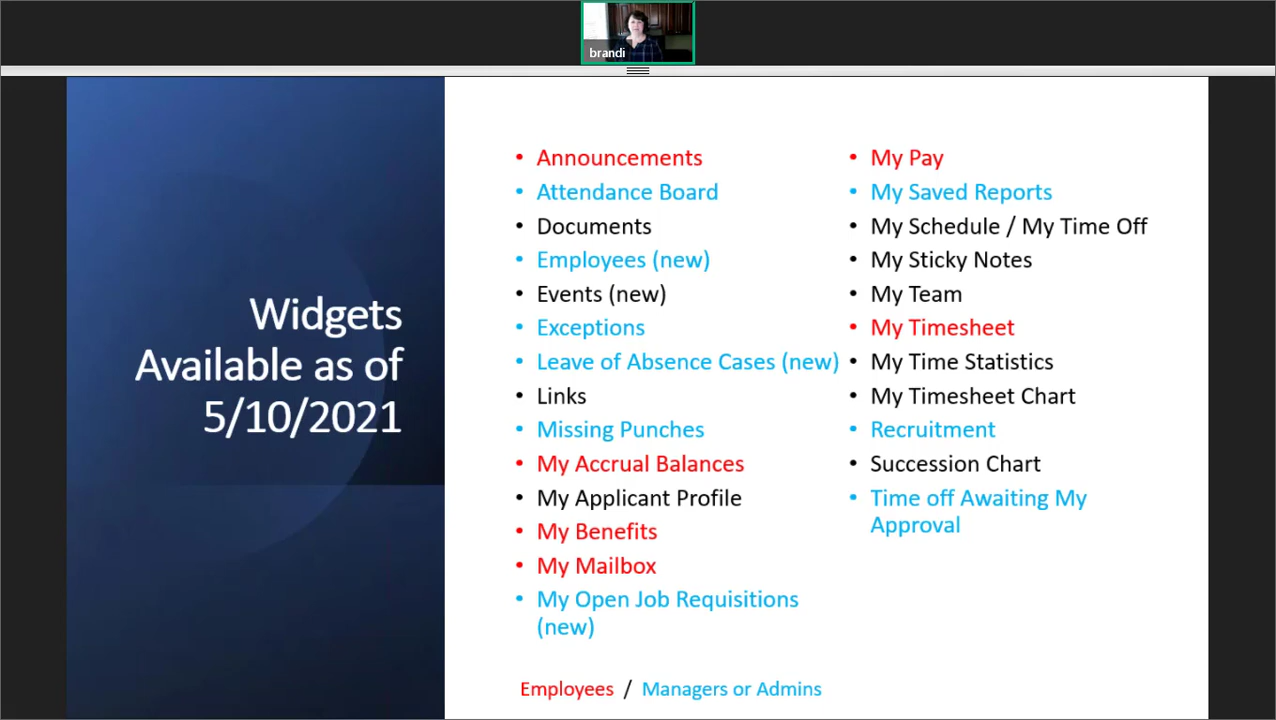 brandi
Widgets
Available as of
5/10/2021
• Announcements
• Attendance Board
• Documents
• Employees (new)
• Events (new)
• Exceptions
• Leave of Absence Cases (new)
• Links
• Missing Punches
• My Accrual Balances
• My Applicant Profile
• My Benefits
• My Mailbox
• My Open Job Requisitions
(new)
• My Pay
• My Saved Reports
• My Schedule / My Time Off
• My Sticky Notes
• My Team
• My Timesheet
• My Time Statistics
• My Timesheet Chart
• Recruitment
• Succession Chart
• Time off Awaiting My
Approval
Employees / Managers or Admins